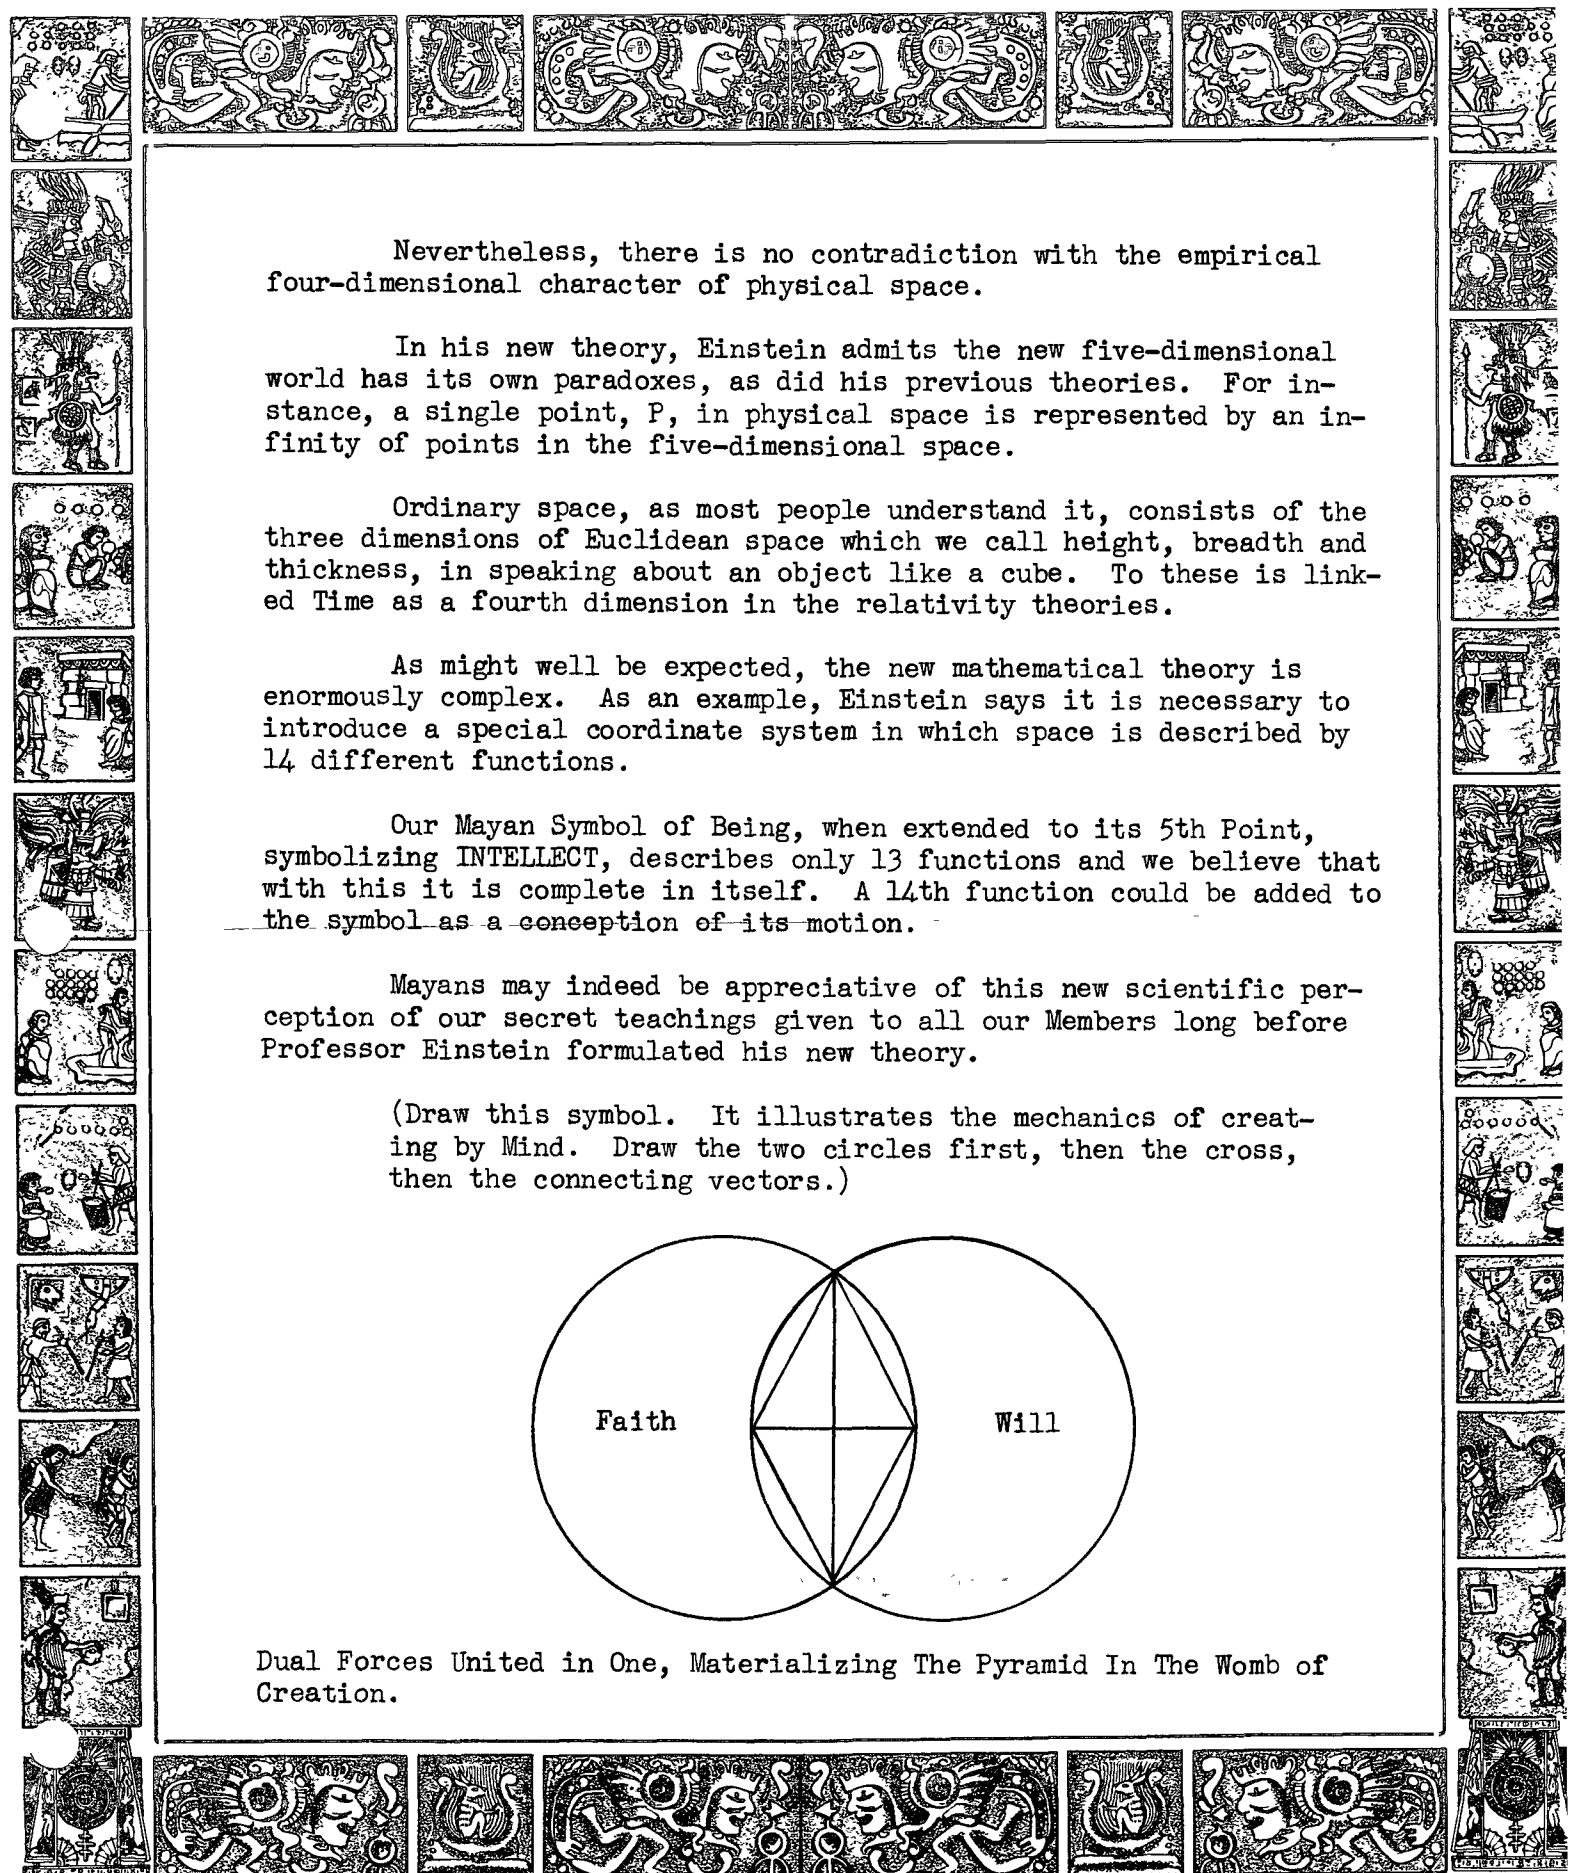 Nevertheless, there is no contradiction with the empirical
four-dimensional character of physical space.
In his new theory, Einstein admits the new five-dimensional
world has its own paradoxes, as did his previous theories. For in-
stance, a single point, P, in physical space is represented by an in-
finity of points in the five-dimensional space.
Ordinary space, as most people understand it, consists of the
three dimensions of Euclidean space which we call height, breadth and
thickness, in speaking about an object like a cube. To these is link-
ed Time as a fourth dimension in the relativity theories.
As might well be expected, the new mathematical theory is
enormously complex. As an example, Einstein says it is necessary to
introduce a special coordinate system in which space is described by
14 different functions.
Our Mayan Symbol of Being, when extended to its 5th Point,
symbolizing INTELLECT, describes only 13 functions and we believe that
with this it is complete in itself. A 14th function could be added to
the symbol as a conception of its motion.
Mayans may indeed be appreciative of this new scientific per-
ception of our secret teachings given to all our Members long before
Professor Einstein formulated his new theory.
(Draw this symbol. It illustrates the mechanics of creat-
ing by Mind. Draw the two circles first, then the cross,
then the connecting vectors.)
Faith Will
Dual Forces United in One, Materializing The Pyramid In The Womb of
Creation.